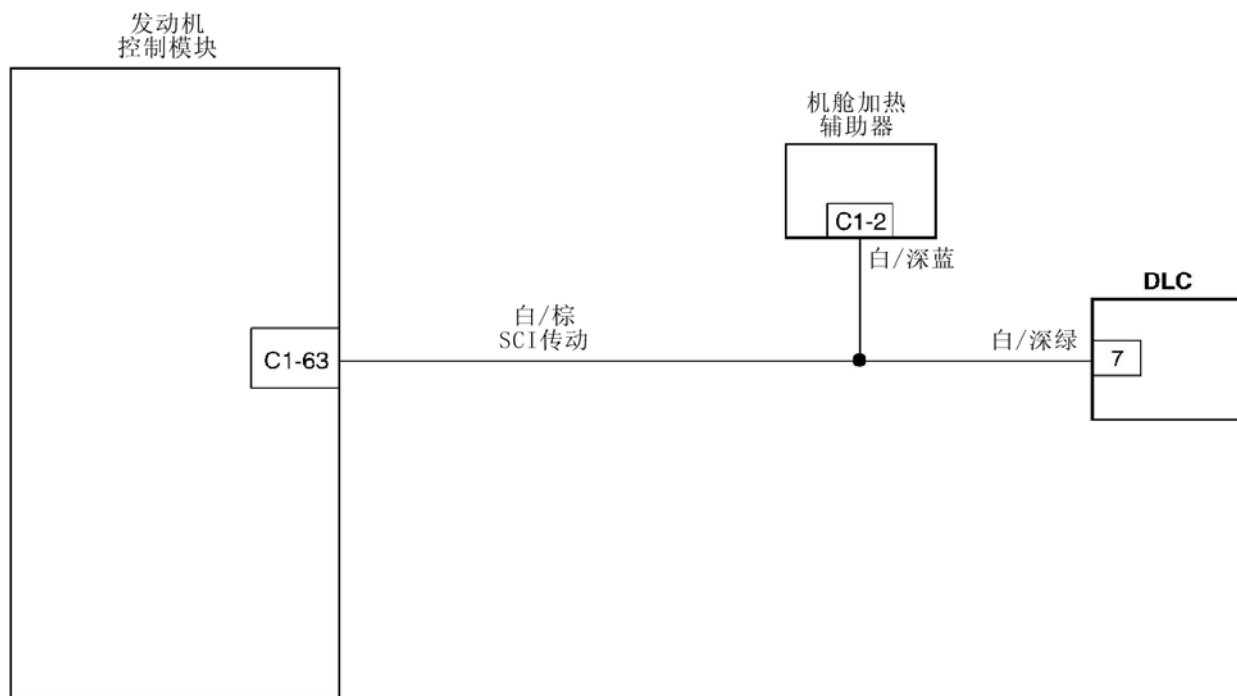 发动机
控制模块
机舱加热
辅助器
C1-2
白/深蓝
DLC
白/棕
SCI传动
白/深绿
C1-63
7